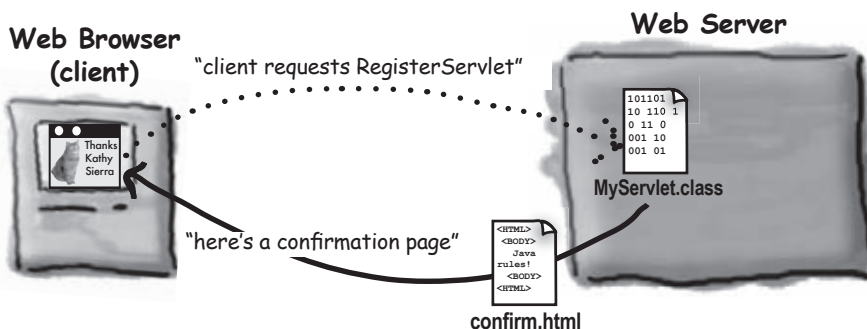 Web Browser
(client)
Web Server
“client requests RegisterServlet”
Thanks
Kathy
Sierra
101101
10 110 1
0 11 0
001 10
001 01
MyServlet.class
“here’s a confirmation page”
<HTML>
<BODY>
Java
rules!
<BODY>
<HTML>
confirm.html